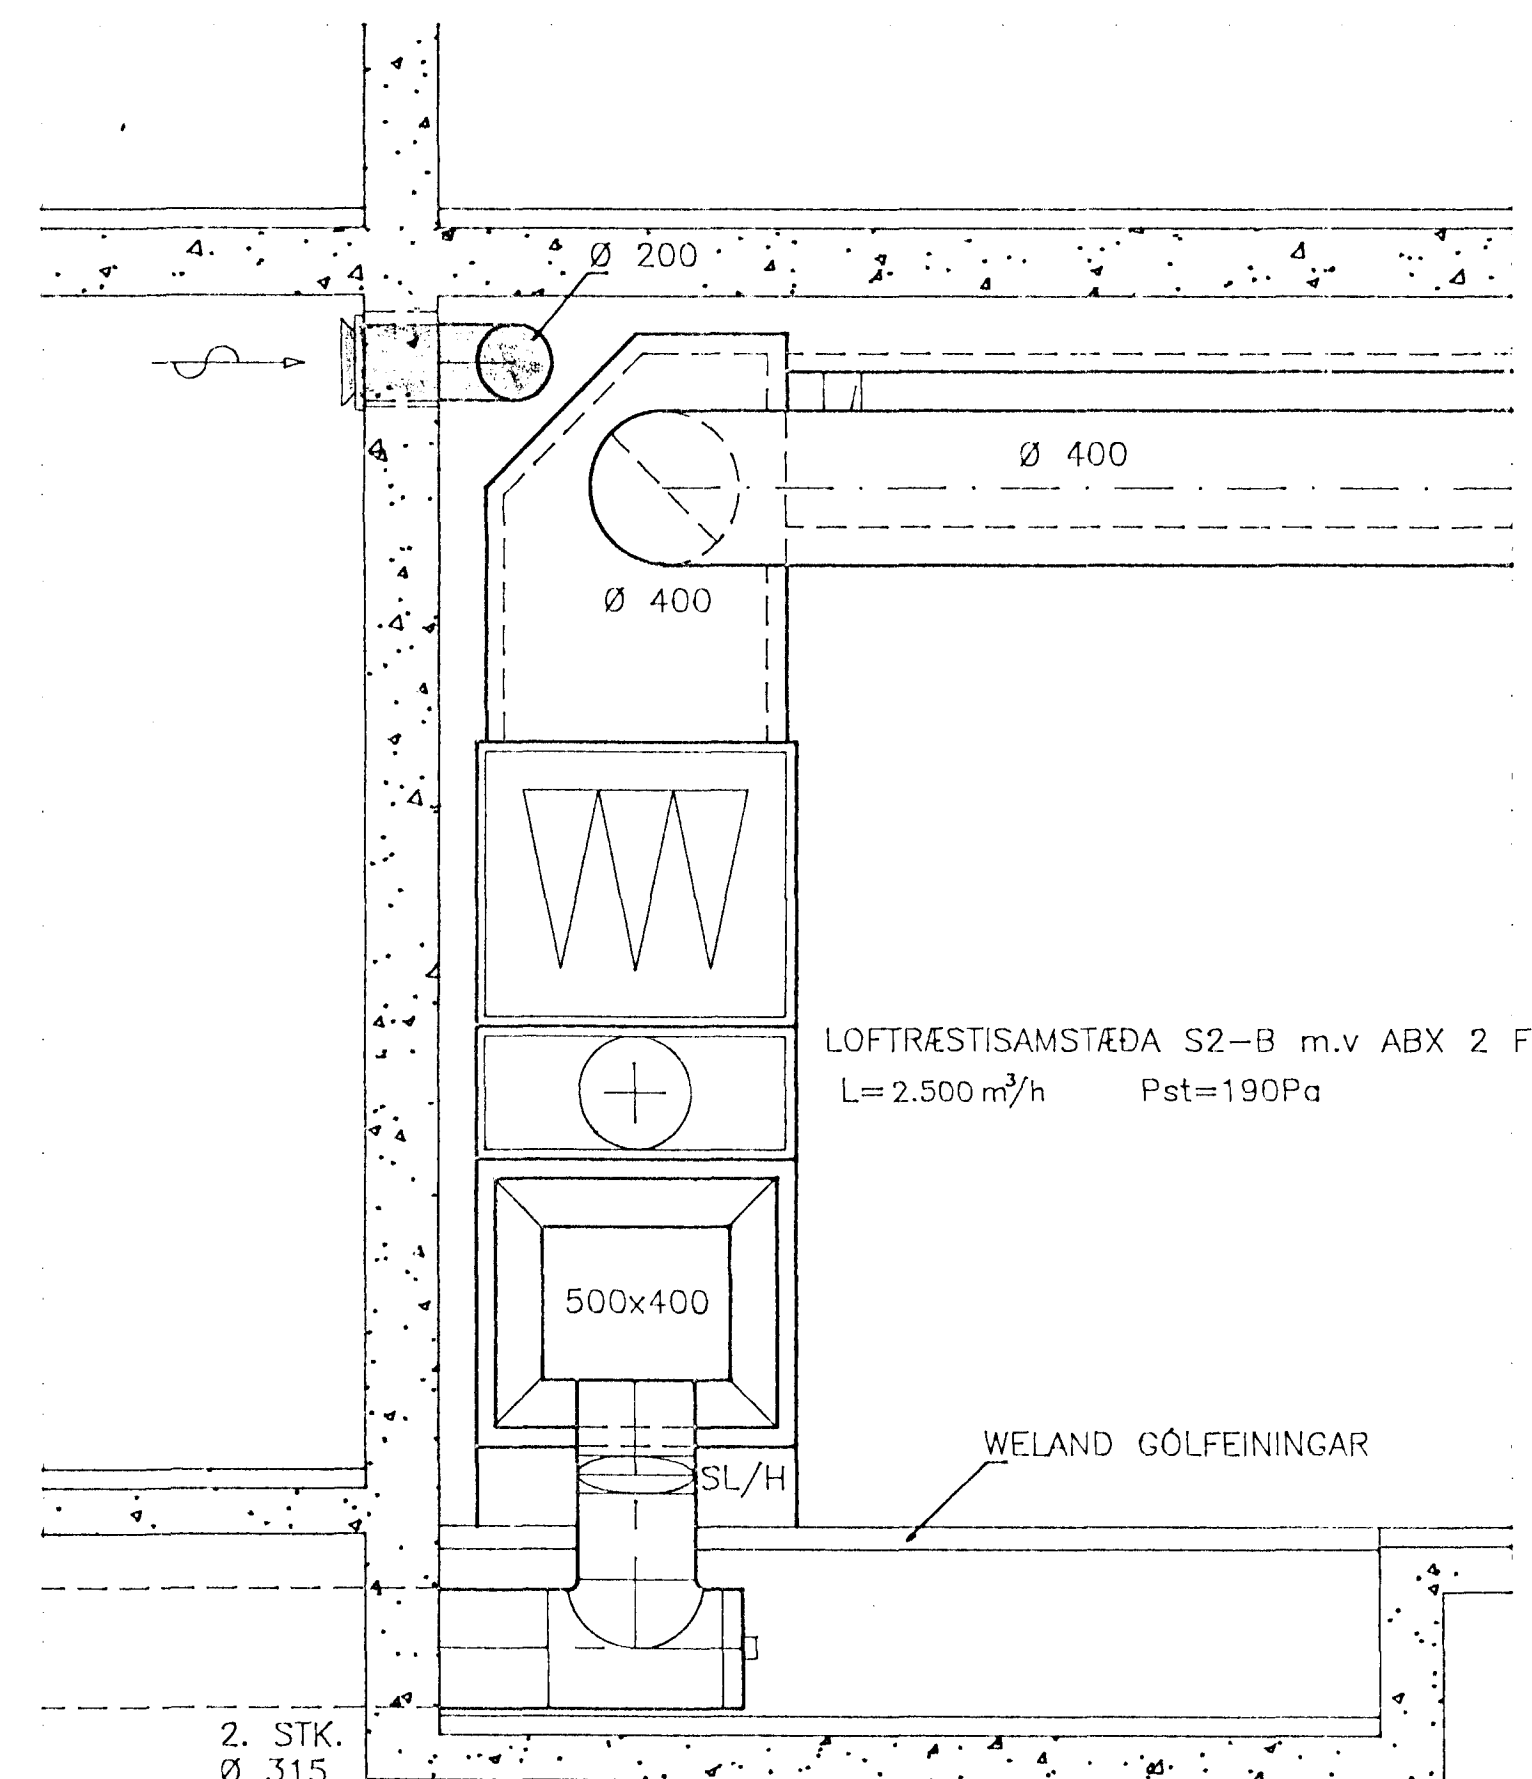 Ø 200
Ø 400
Ø 400
LOFTRÆSTISAMSTÆÐA S2-B m.v ABX 2 F
L=2.500 m³/h Pst=190Pa
500x400
WELAND GÓLFEININGAR
SL/H
2. STK.
Ø 315